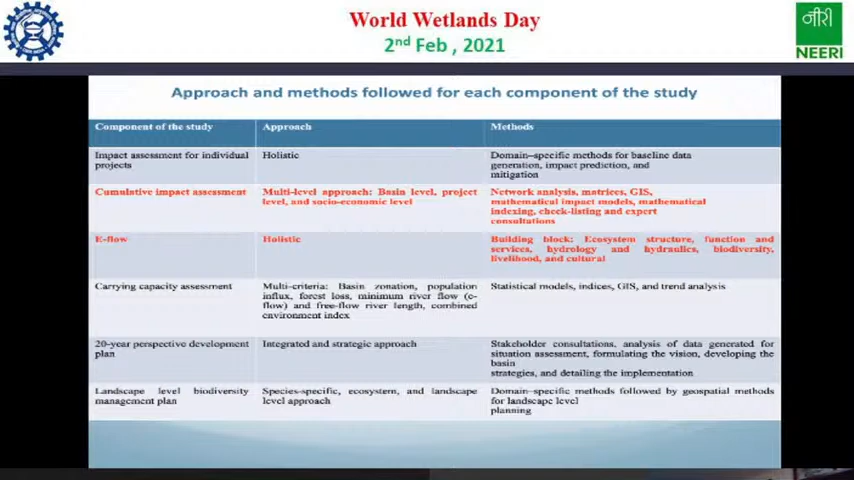 World Wetlands Day
2nd Feb , 2021
नीरी
NEERI
Approach and methods followed for each component of the study
Component of the study
Approach
Methods
Impact assessment for individual
projects
Holistic
Domain-specific methods for baseline data
generation, impact prediction, and
mitigation
Cumulative impact assessment
Multi-level approach: Basin level, project
level, and socio-economic level
Network analysis, matrices, GIS,
mathematical impact models, mathematical
indexing, check-listing and expert
consultations
E-flow
Holistic
Building block: Ecosystem structure, function and
services, hydrology and hydraulics, biodiversity,
livelihood, and cultural
Carrying capacity assessment
Multi-criteria: Basin zonation, population
influx, forest loss, minimum river flow (e-
flow) and free-flow river length, combined
environment index
Statistical models, indices, GIS, and trend analysis
20-year perspective development
plan
Integrated and strategic approach
Stakeholder consultations, analysis of data generated for
situation assessment, formulating the vision, developing the
basin
strategies, and detailing the implementation
Landscape level biodiversity
management plan
Species-specific, ecosystem, and landscape
level approach
Domain-specific methods followed by geospatial methods
for landscape level
planning